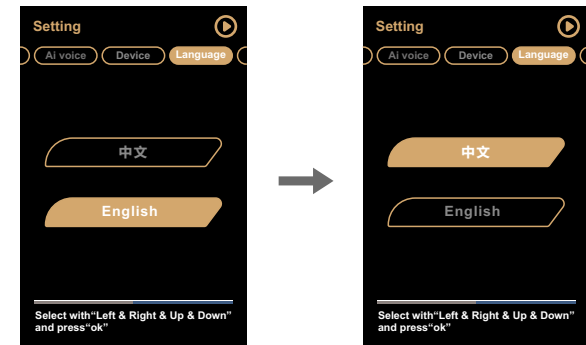 Setting
Ai voice Device Language
中文
English
Select with“Left & Right & Up & Down”
and press“ok”
Setting
Ai voice Device Language
中文
English
Select with“Left & Right & Up & Down”
and press“ok”